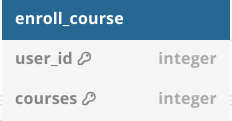 enroll_course
user_id integer
courses integer